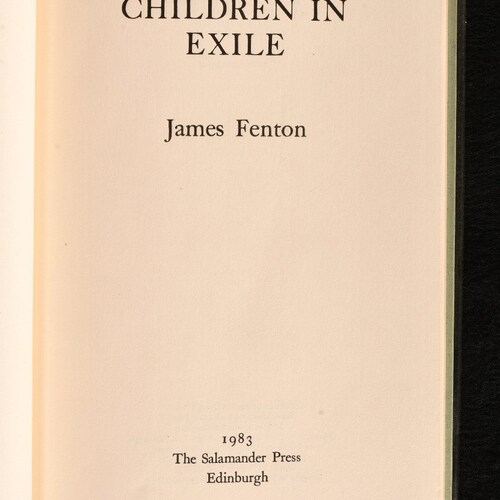 CHILDREN IN
EXILE
James Fenton
1983
The Salamander Press
Edinburgh